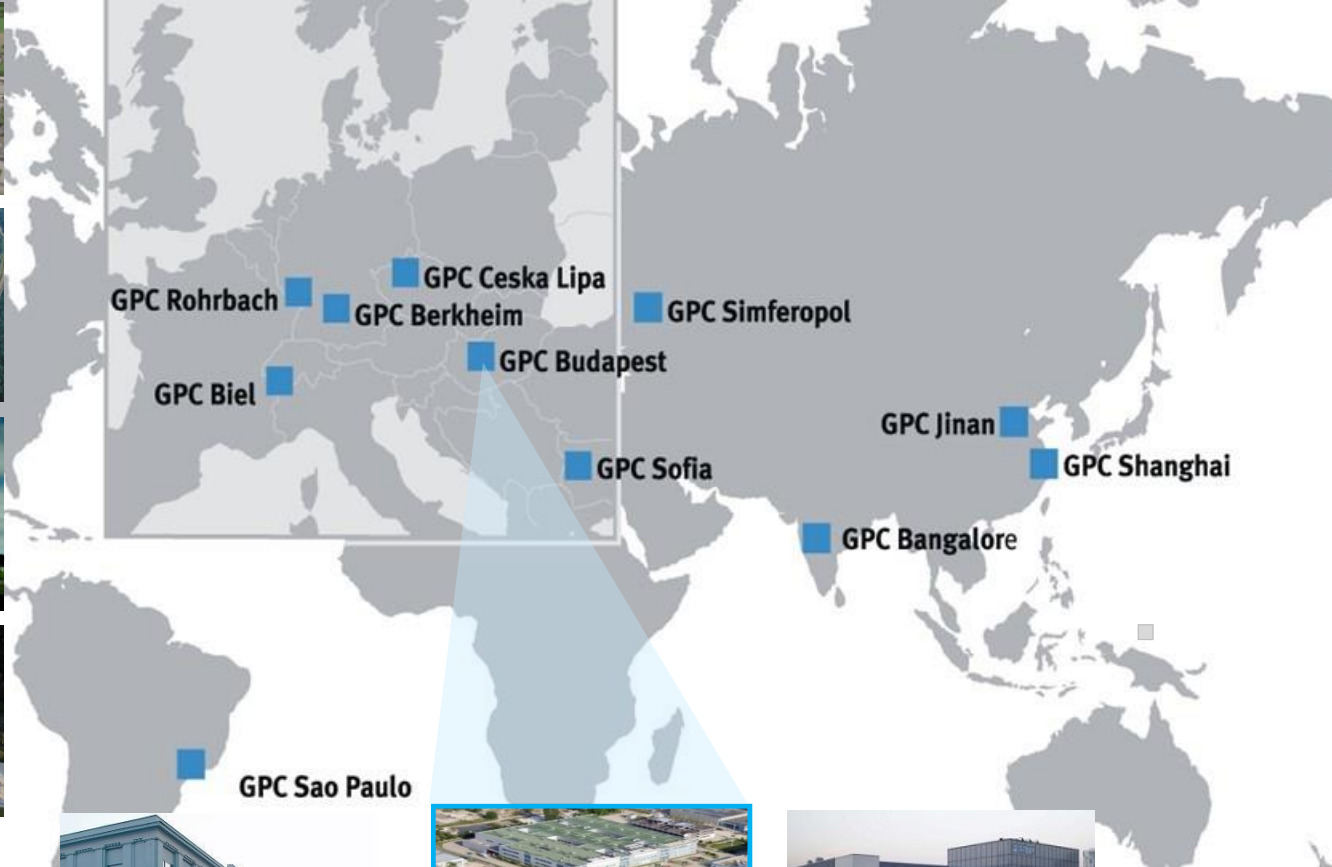 GPC Ceska Lipa
GPC Rohrbach
GPC Berkheim
GPC Simferopol
GPC Budapest
GPC Biel
GPC Jinan
GPC Sofia
GPC Shanghai
GPC Bangalore
GPC Sao Paulo